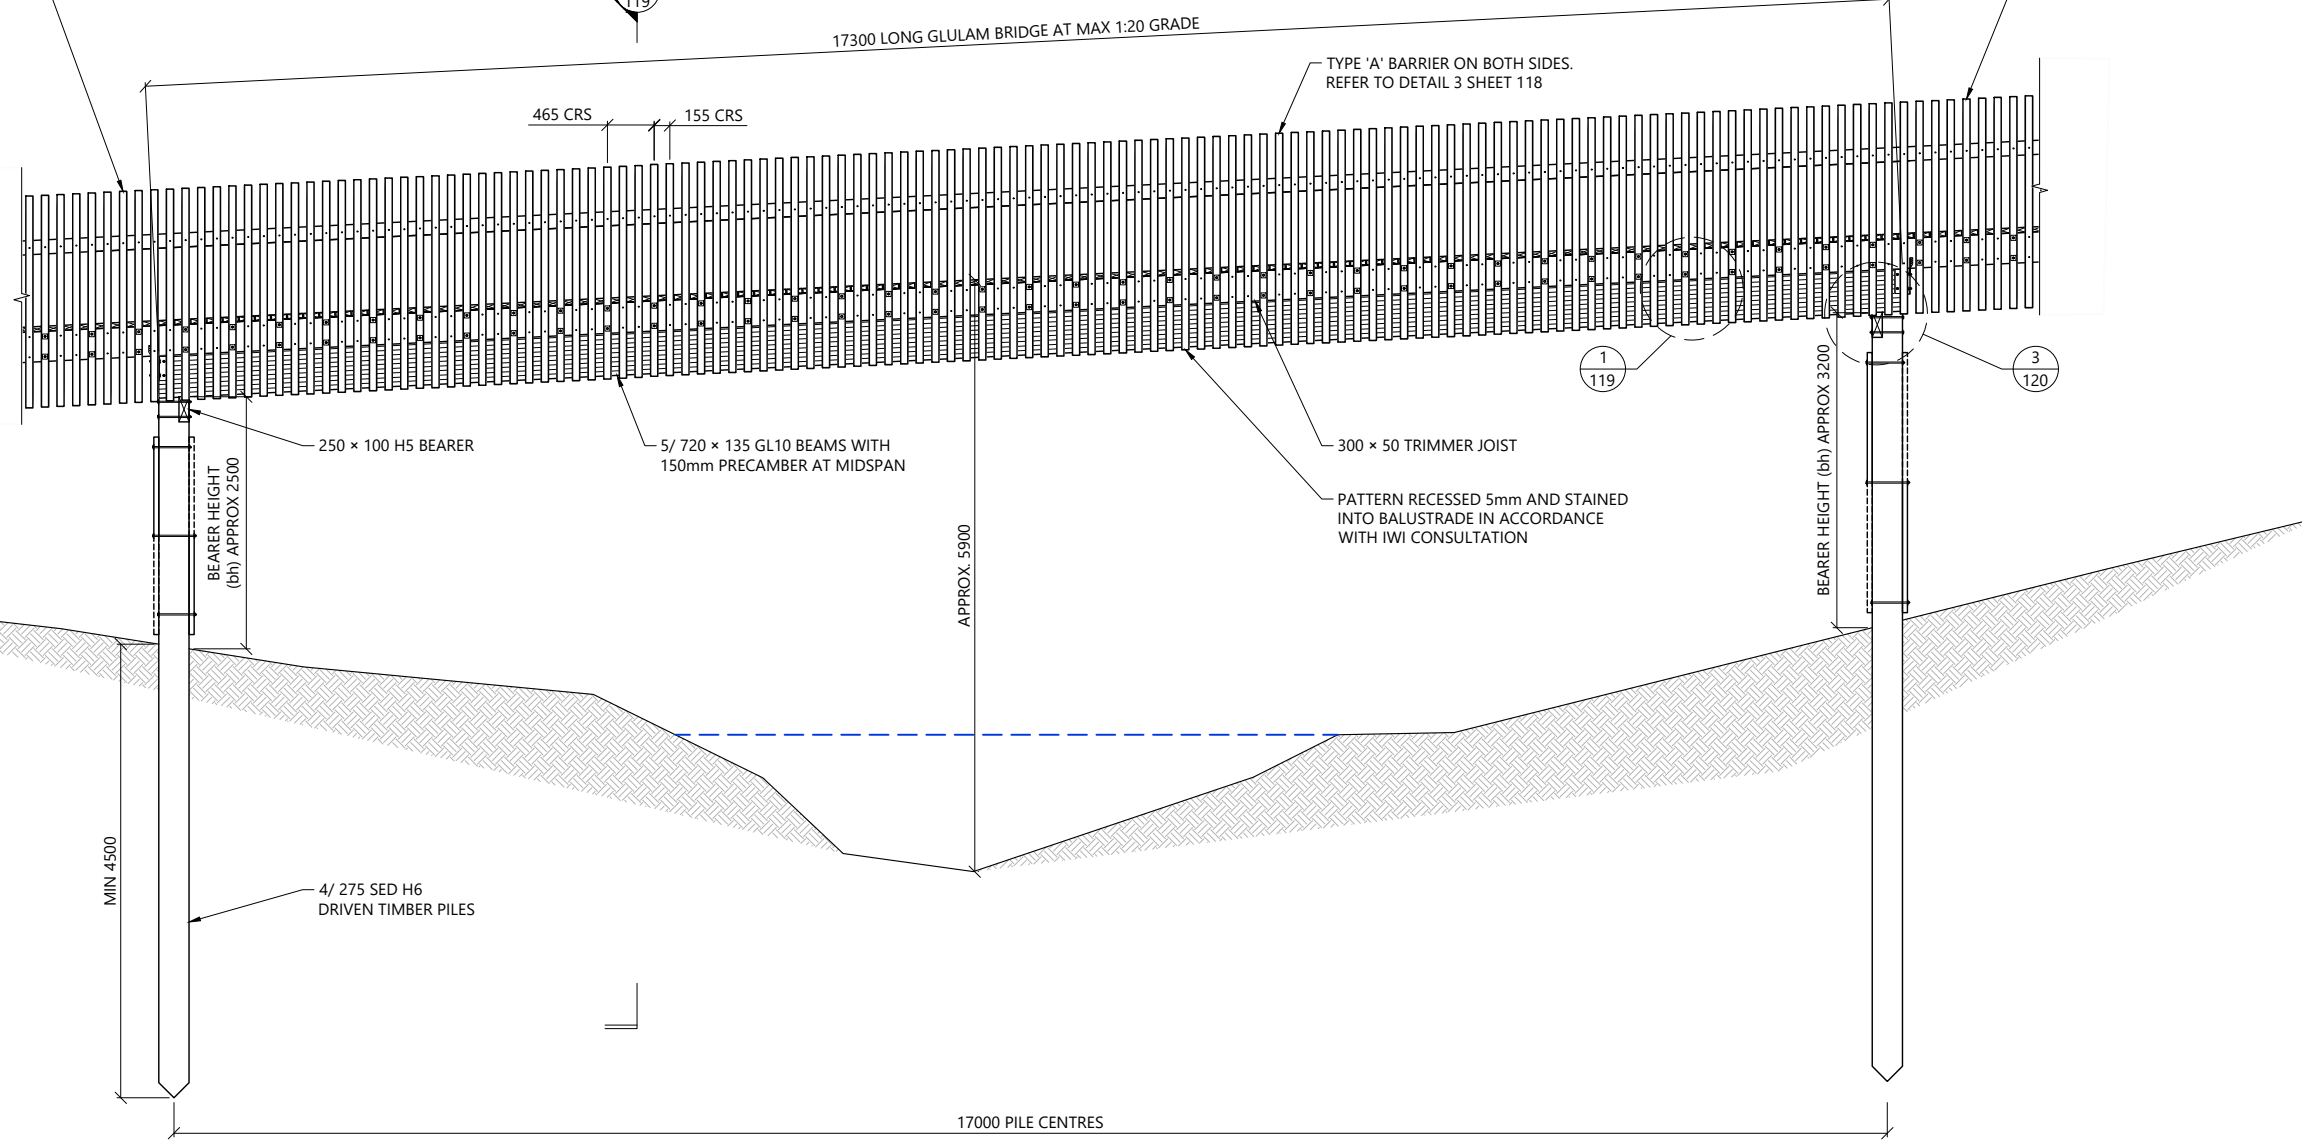 119
17300 LONG GLULAM BRIDGE AT MAX 1:20 GRADE
TYPE 'A' BARRIER ON BOTH SIDES.
REFER TO DETAIL 3 SHEET 118
465 CRS
155 CRS
1
119
3
120
250 × 100 H5 BEARER
5/ 720 × 135 GL10 BEAMS WITH
150mm PRECAMBER AT MIDSPAN
300 × 50 TRIMMER JOIST
PATTERN RECESSED 5mm AND STAINED
INTO BALUSTRADE IN ACCORDANCE
WITH IWI CONSULTATION
BEARER HEIGHT
(bh) APPROX 2500
APPROX. 5900
BEARER HEIGHT (bh) APPROX 3200
MIN 4500
4/ 275 SED H6
DRIVEN TIMBER PILES
17000 PILE CENTRES